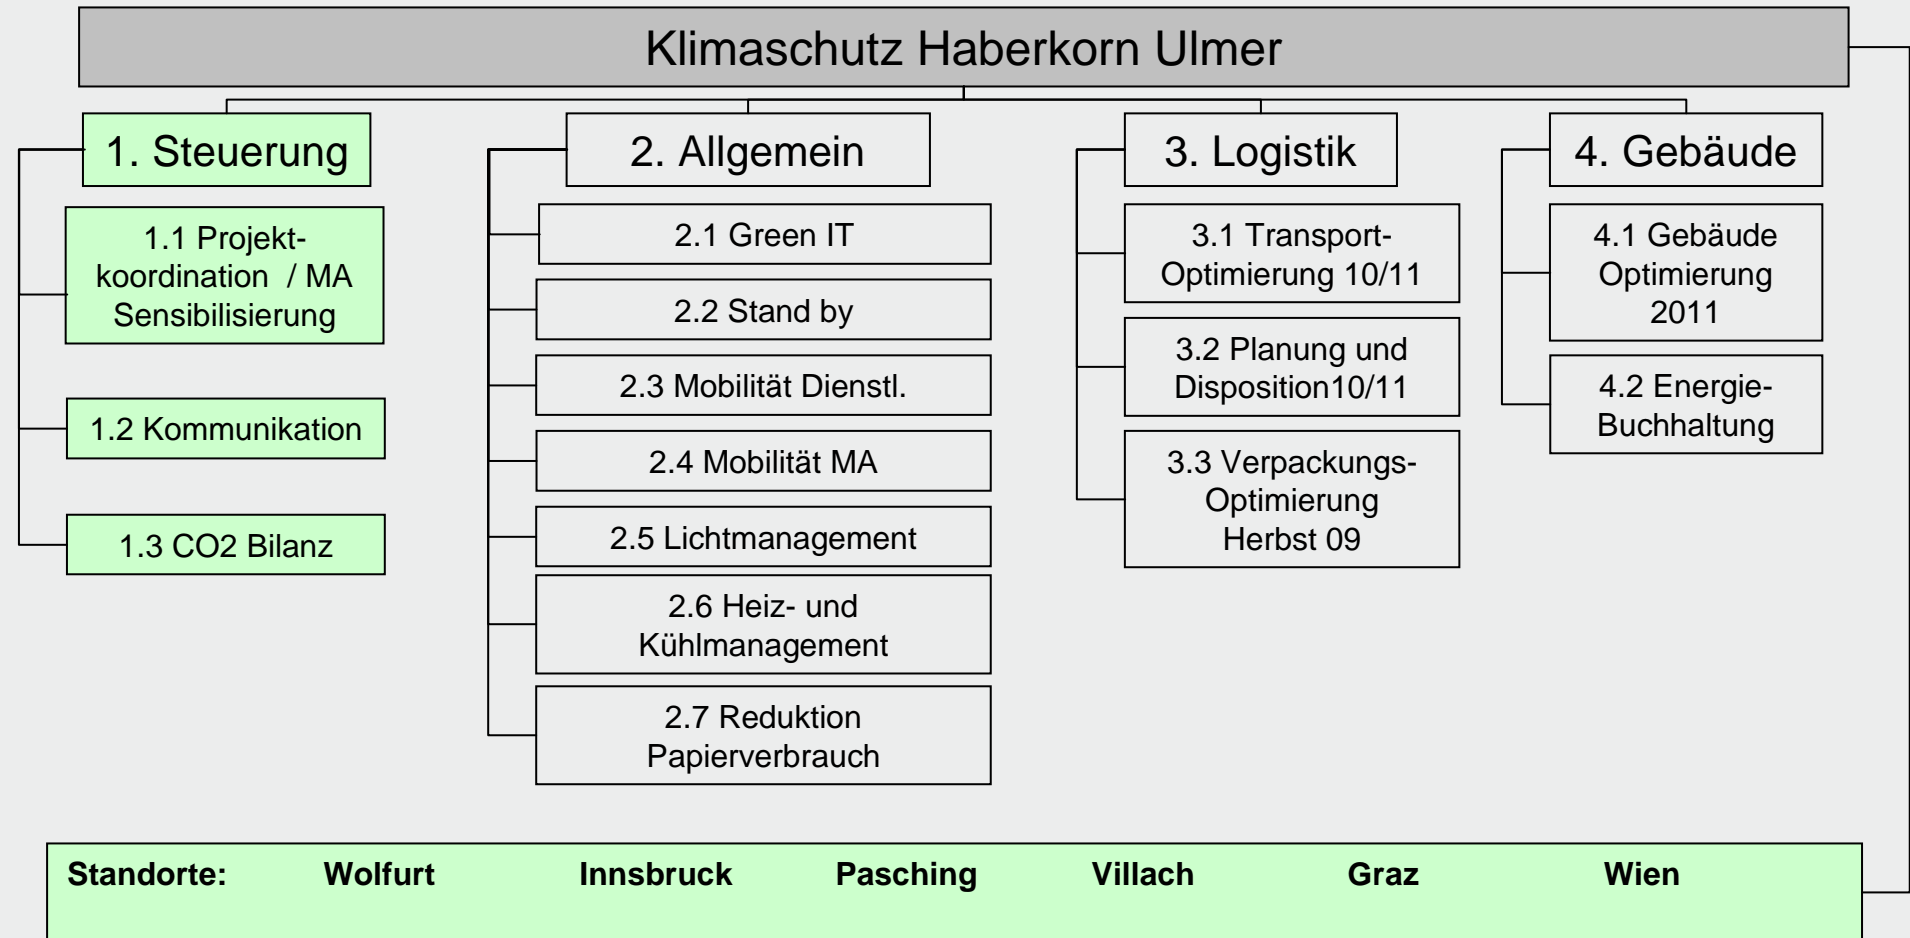 Klimaschutz Haberkorn Ulmer
1. Steuerung
1.1 Projekt-
koordination / MA
Sensibilisierung
1.2 Kommunikation
1.3 CO2 Bilanz
2. Allgemein
2.1 Green IT
2.2 Stand by
2.3 Mobilität Dienstl.
2.4 Mobilität MA
2.5 Lichtmanagement
2.6 Heiz- und
Kühlmanagement
2.7 Reduktion
Papierverbrauch
3. Logistik
3.1 Transport-
Optimierung 10/11
3.2 Planung und
Disposition10/11
3.3 Verpackungs-
Optimierung
Herbst 09
4. Gebäude
4.1 Gebäude
Optimierung
2011
4.2 Energie-
Buchhaltung
Standorte: Wolfurt Innsbruck Pasching Villach Graz Wien